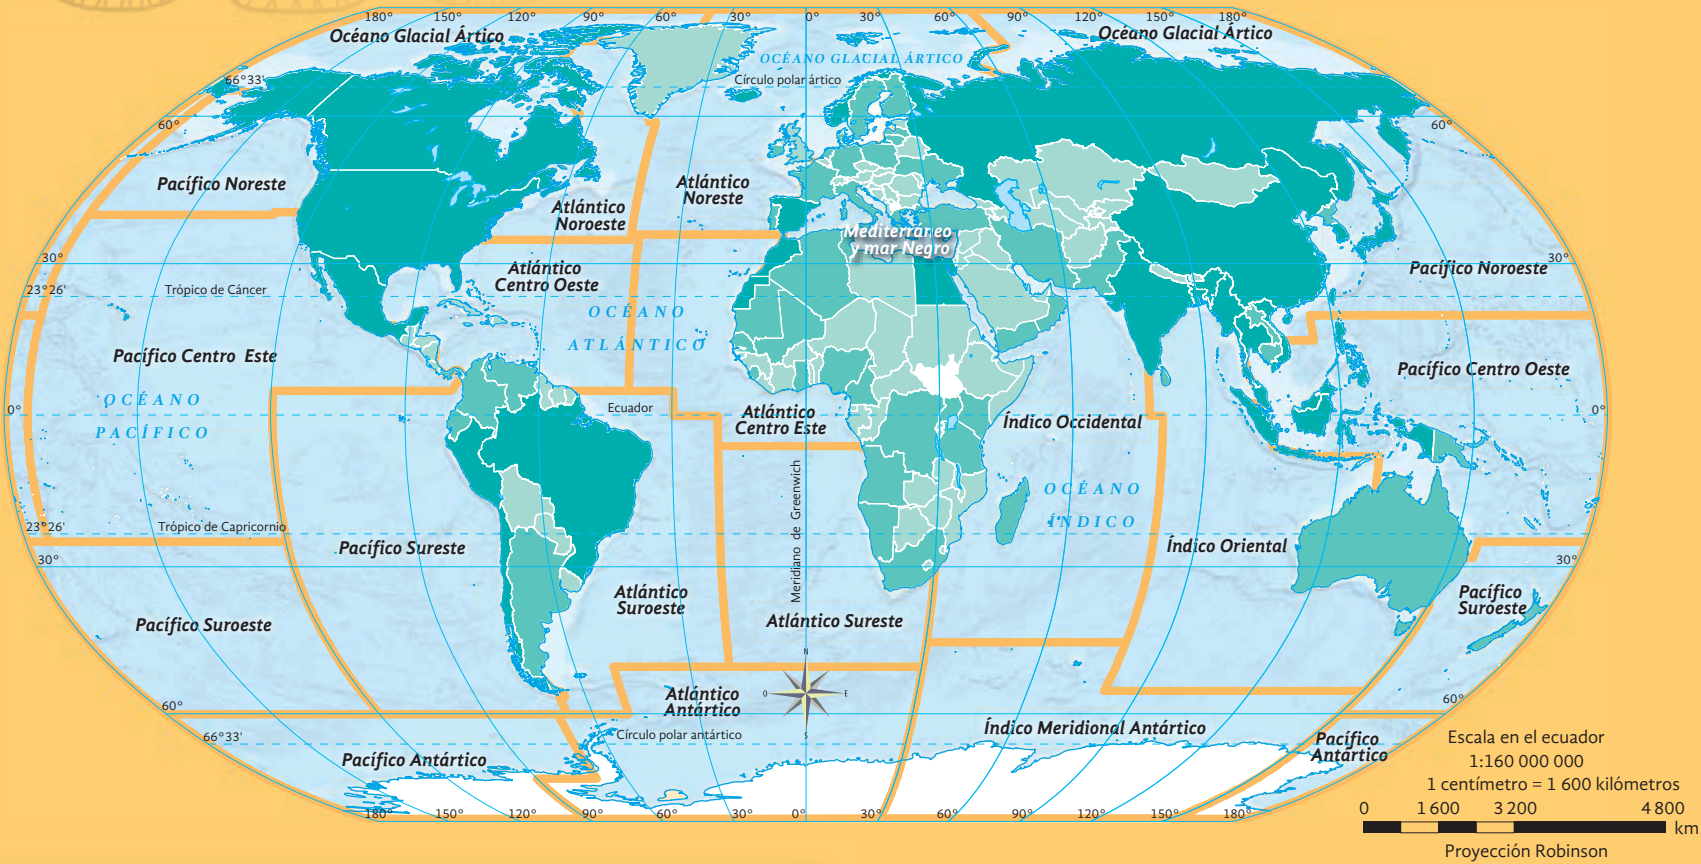 180° 150° 120° 90° 60° 30° 0° 30° 60° 90° 120° 150° 180°
Océano Glacial Ártico
Océano Glacial Ártico
OCÉANO GLACIAL ÁRTICO
Círculo polar ártico
66°33'
60°
60°
Pacífico Noreste
Atlántico
Noroeste
Atlántico
Noreste
Mediterráneo
y mar Negro
30°
30°
Pacífico Noroeste
Atlántico
Centro Oeste
23°26'
Trópico de Cáncer
OCÉANO
ATLÁNTICO
Pacífico Centro Este
Pacífico Centro Oeste
OCÉANO
PACÍFICO
0°
Ecuador
0°
Atlántico
Centro Este
Índico Occidental
Meridiano de Greenwich
OCÉANO
ÍNDICO
23°26'
Trópico de Capricornio
Pacífico Sureste
Índico Oriental
30°
30°
Atlántico
Suroeste
Pacífico
Suroeste
Pacífico Suroeste
Atlántico Sureste
N
O E
S
Atlántico
Antártico
60°
60°
Índico Meridional Antártico
66°33'
Círculo polar antártico
Pacífico Antártico
Pacífico
Antártico
180° 150° 120° 90° 60° 30° 0° 30° 60° 90° 120° 150° 180°
Escala en el ecuador
1:160 000 000
1 centímetro = 1 600 kilómetros
0 1 600 3 200 4 800
km
Proyección Robinson